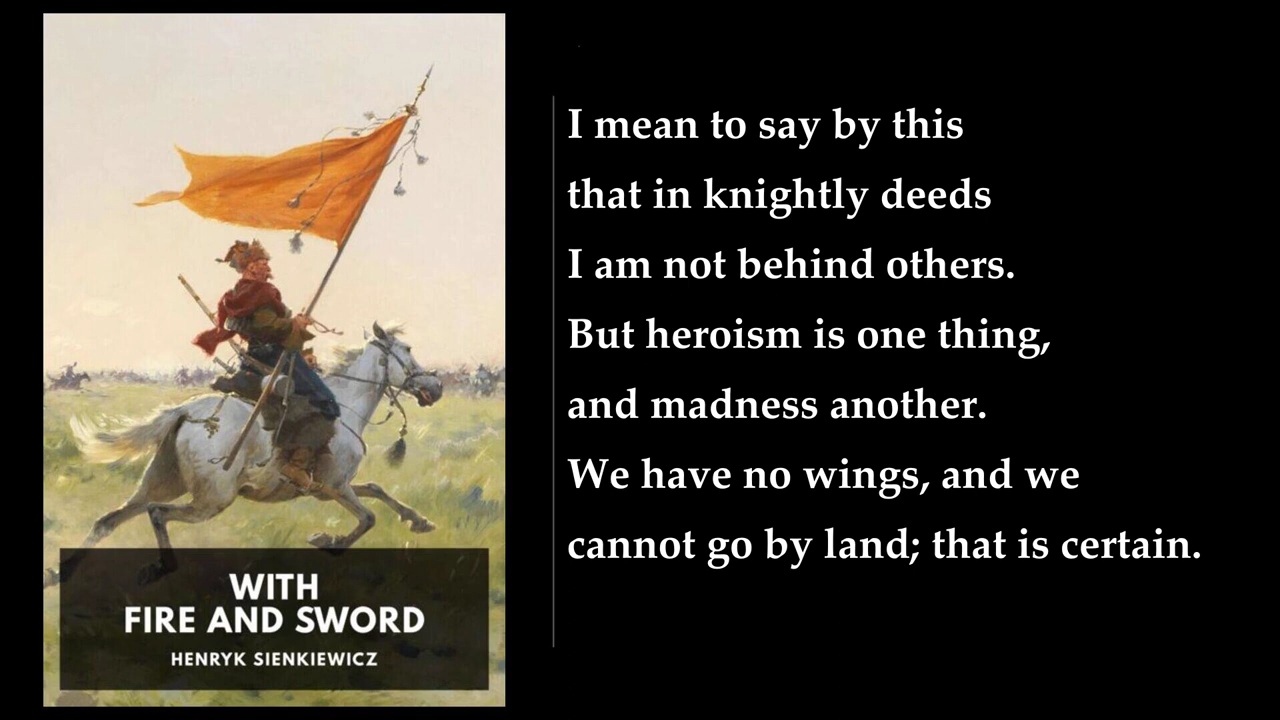 I mean to say by this
that in knightly deeds
I am not behind others.
But heroism is one thing,
and madness another.
We have no wings, and we
cannot go by land; that is certain.
WITH
FIRE AND SWORD
HENRYK SIENKIEWICZ